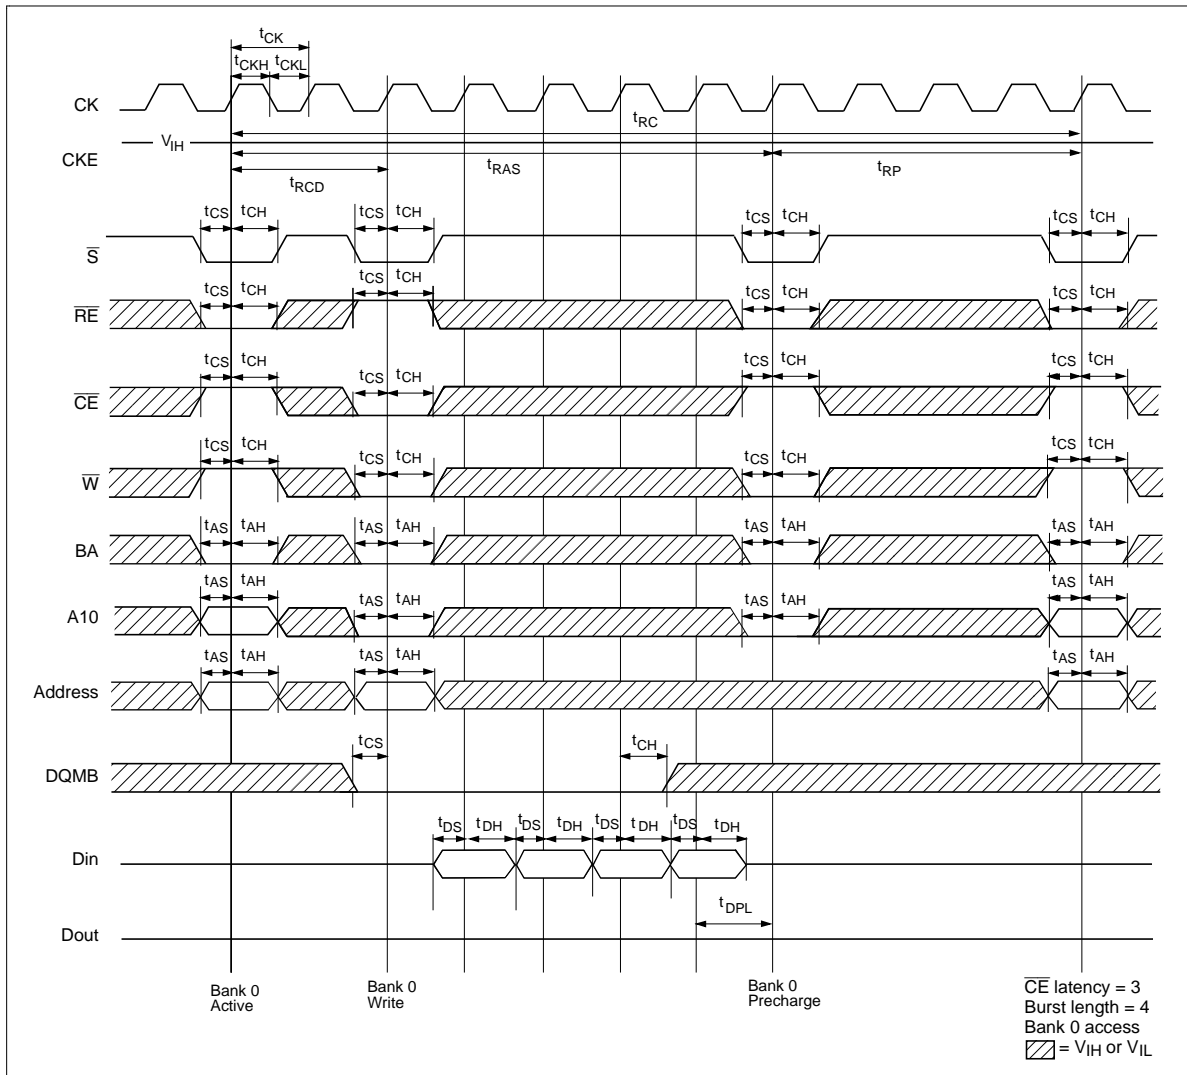 tCK
tCKH tCKL
CK
tRC
VIH
CKE
tRAS
tRP
tRCD
tCS tCH tCS tCH tCS tCH tCS tCH
S
tCS tCH tCS tCH tCS tCH tCS tCH
RE
tCS tCH tCS tCH tCS tCH tCS tCH
CE
tCS tCH tCS tCH tCS tCH tCS tCH
W
tAS tAH tAS tAH tAS tAH tAS tAH
BA
tAS tAH tAS tAH tAS tAH tAS tAH
A10
tAS tAH tAS tAH tAS tAH
Address
tCS tCH
DQMB
tDS tDH tDS tDH tDS tDH tDS tDH
Din
tDPL
Dout
Bank 0
Active
Bank 0
Write
Bank 0
Precharge
CE latency = 3
Burst length = 4
Bank 0 access
= VIH or VIL